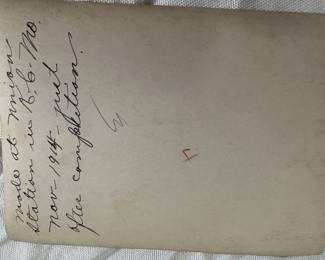 made at Union
Station in K.C. Mo.
Nov-1914-just
after completion.